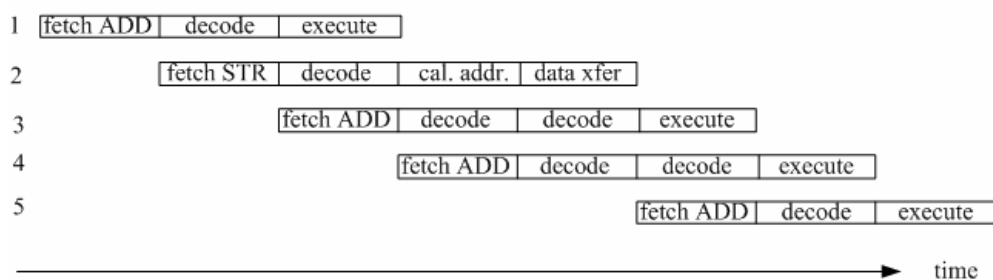 1 fetch ADD decode execute
2 fetch STR decode cal. addr. data xfer
3 fetch ADD decode decode execute
4 fetch ADD decode decode execute
5 fetch ADD decode execute
time